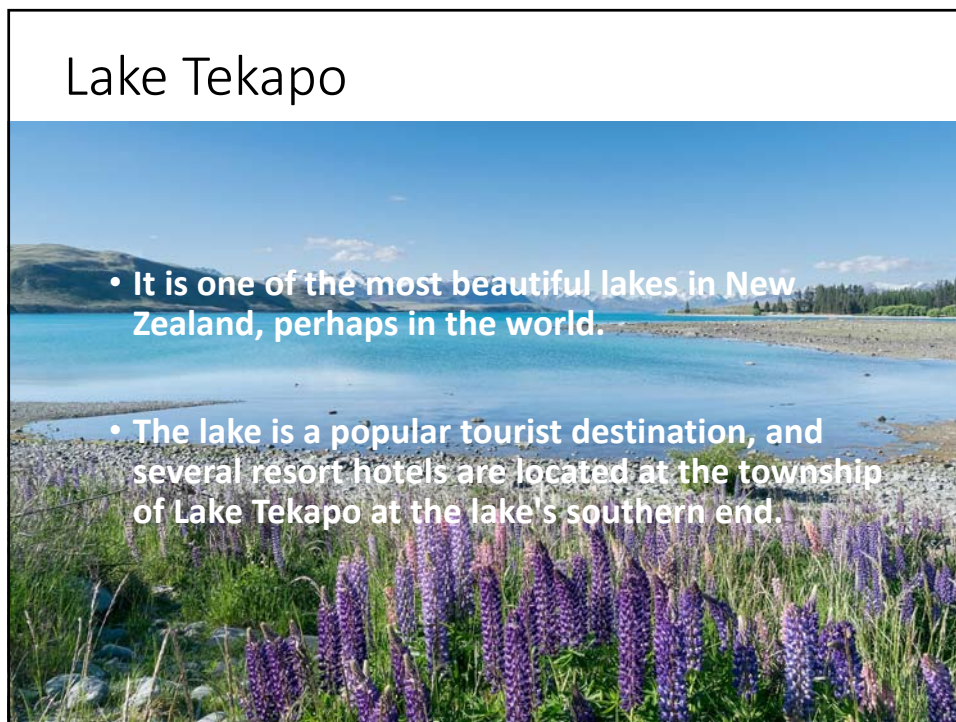 Lake Tekapo
• It is one of the most beautiful lakes in New
Zealand, perhaps in the world.
• The lake is a popular tourist destination, and
several resort hotels are located at the township
of Lake Tekapo at the lake's southern end.